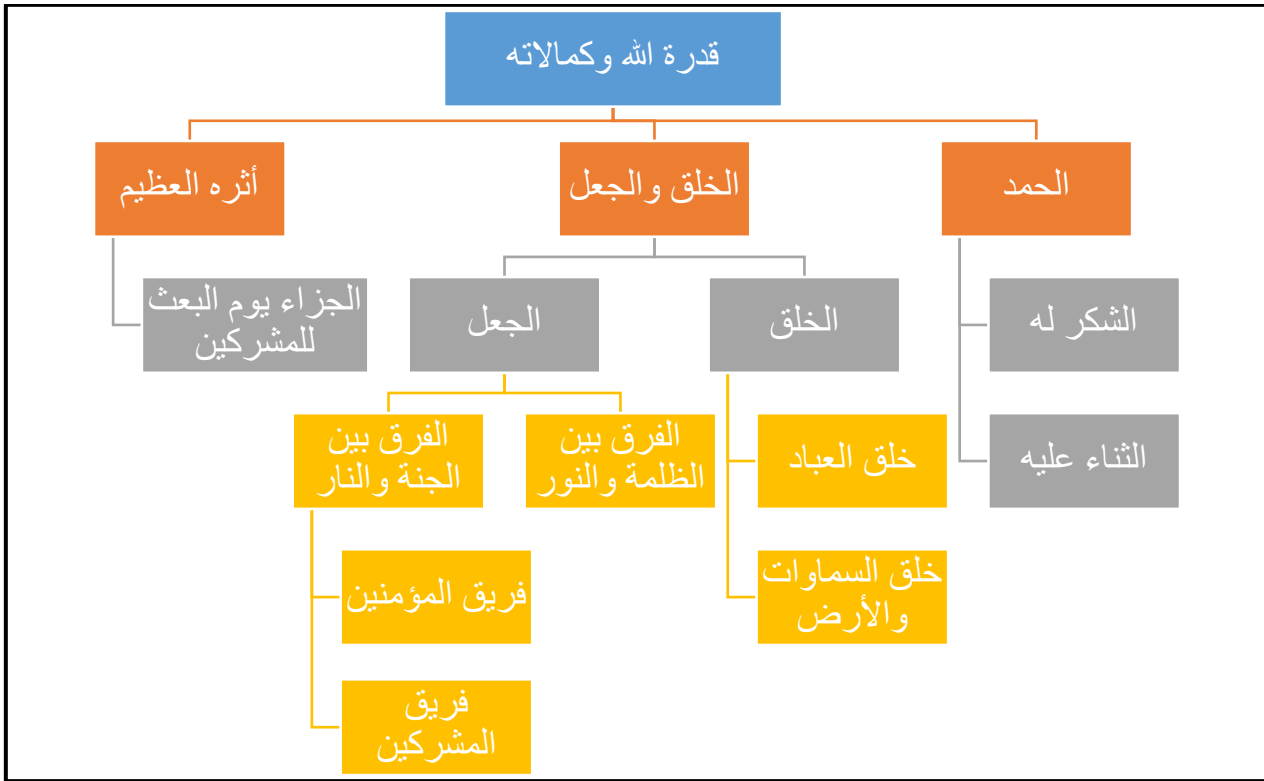 قدرة الله وكمالاته
الحمد
الخلق والجعل
أثره العظيم
الشكر له
الخلق
الجعل
الجزاء يوم البعث
للمشركين
الثناء عليه
خلق العباد
الفرق بين
الظلمة والنور
الفرق بين
الجنة والنار
خلق السماوات
والأرض
فريق المؤمنين
فريق
المشركين